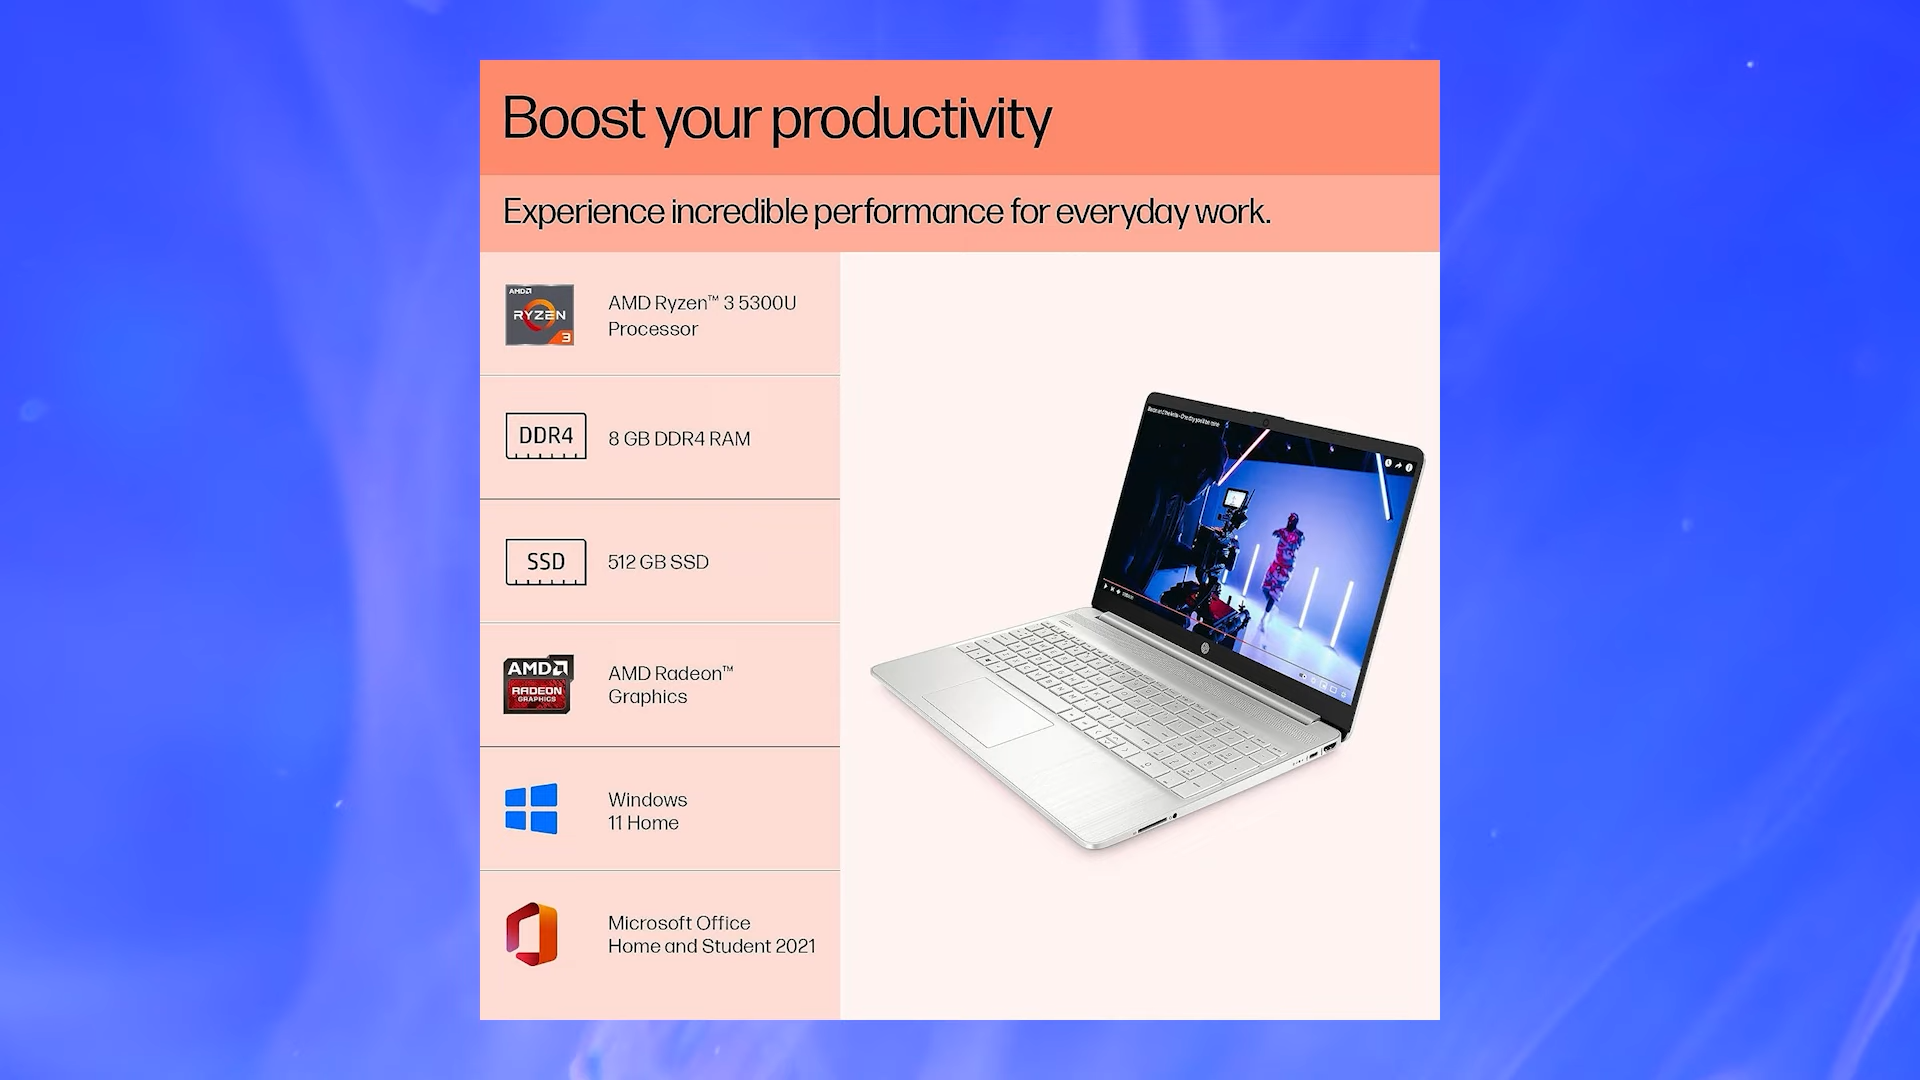 Boost your productivity
Experience incredible performance for everyday work.
AMD
RYZEN
3
AMD Ryzen™ 3 5300U
Processor
DDR4
8 GB DDR4 RAM
SSD
512 GB SSD
AMD
RADEON
GRAPHICS
AMD Radeon™
Graphics
Windows
11 Home
Microsoft Office
Home and Student 2021
hp